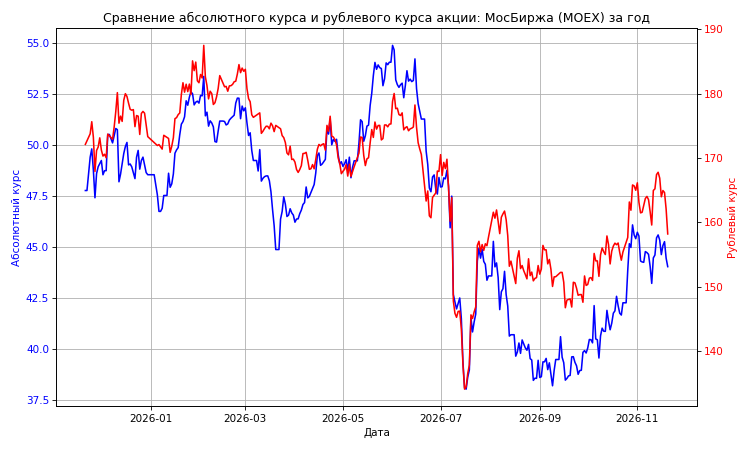 Сравнение абсолютного курса и рублевого курса акции: МосБиржа (MOEX) за год
55.0
52.5
50.0
47.5
45.0
42.5
40.0
37.5
Абсолютный курс
190
180
170
160
150
140
Рублевый курс
2026-01 2026-03 2026-05 2026-07 2026-09 2026-11
Дата